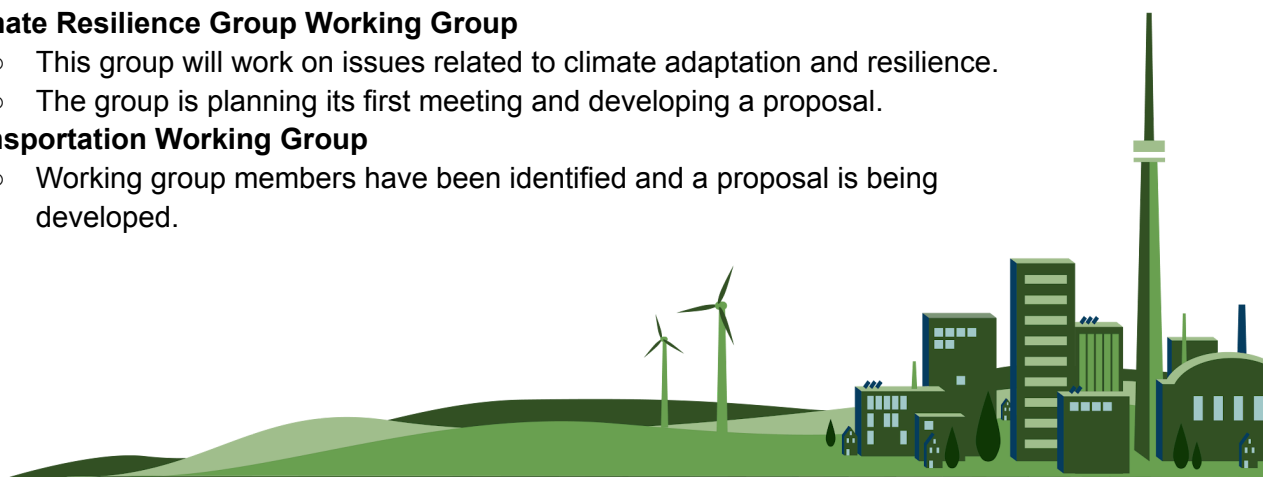 nate Resilience Group Working Group
○ This group will work on issues related to climate adaptation and resilience.
○ The group is planning its first meeting and developing a proposal.
nsportation Working Group
○ Working group members have been identified and a proposal is being
developed.